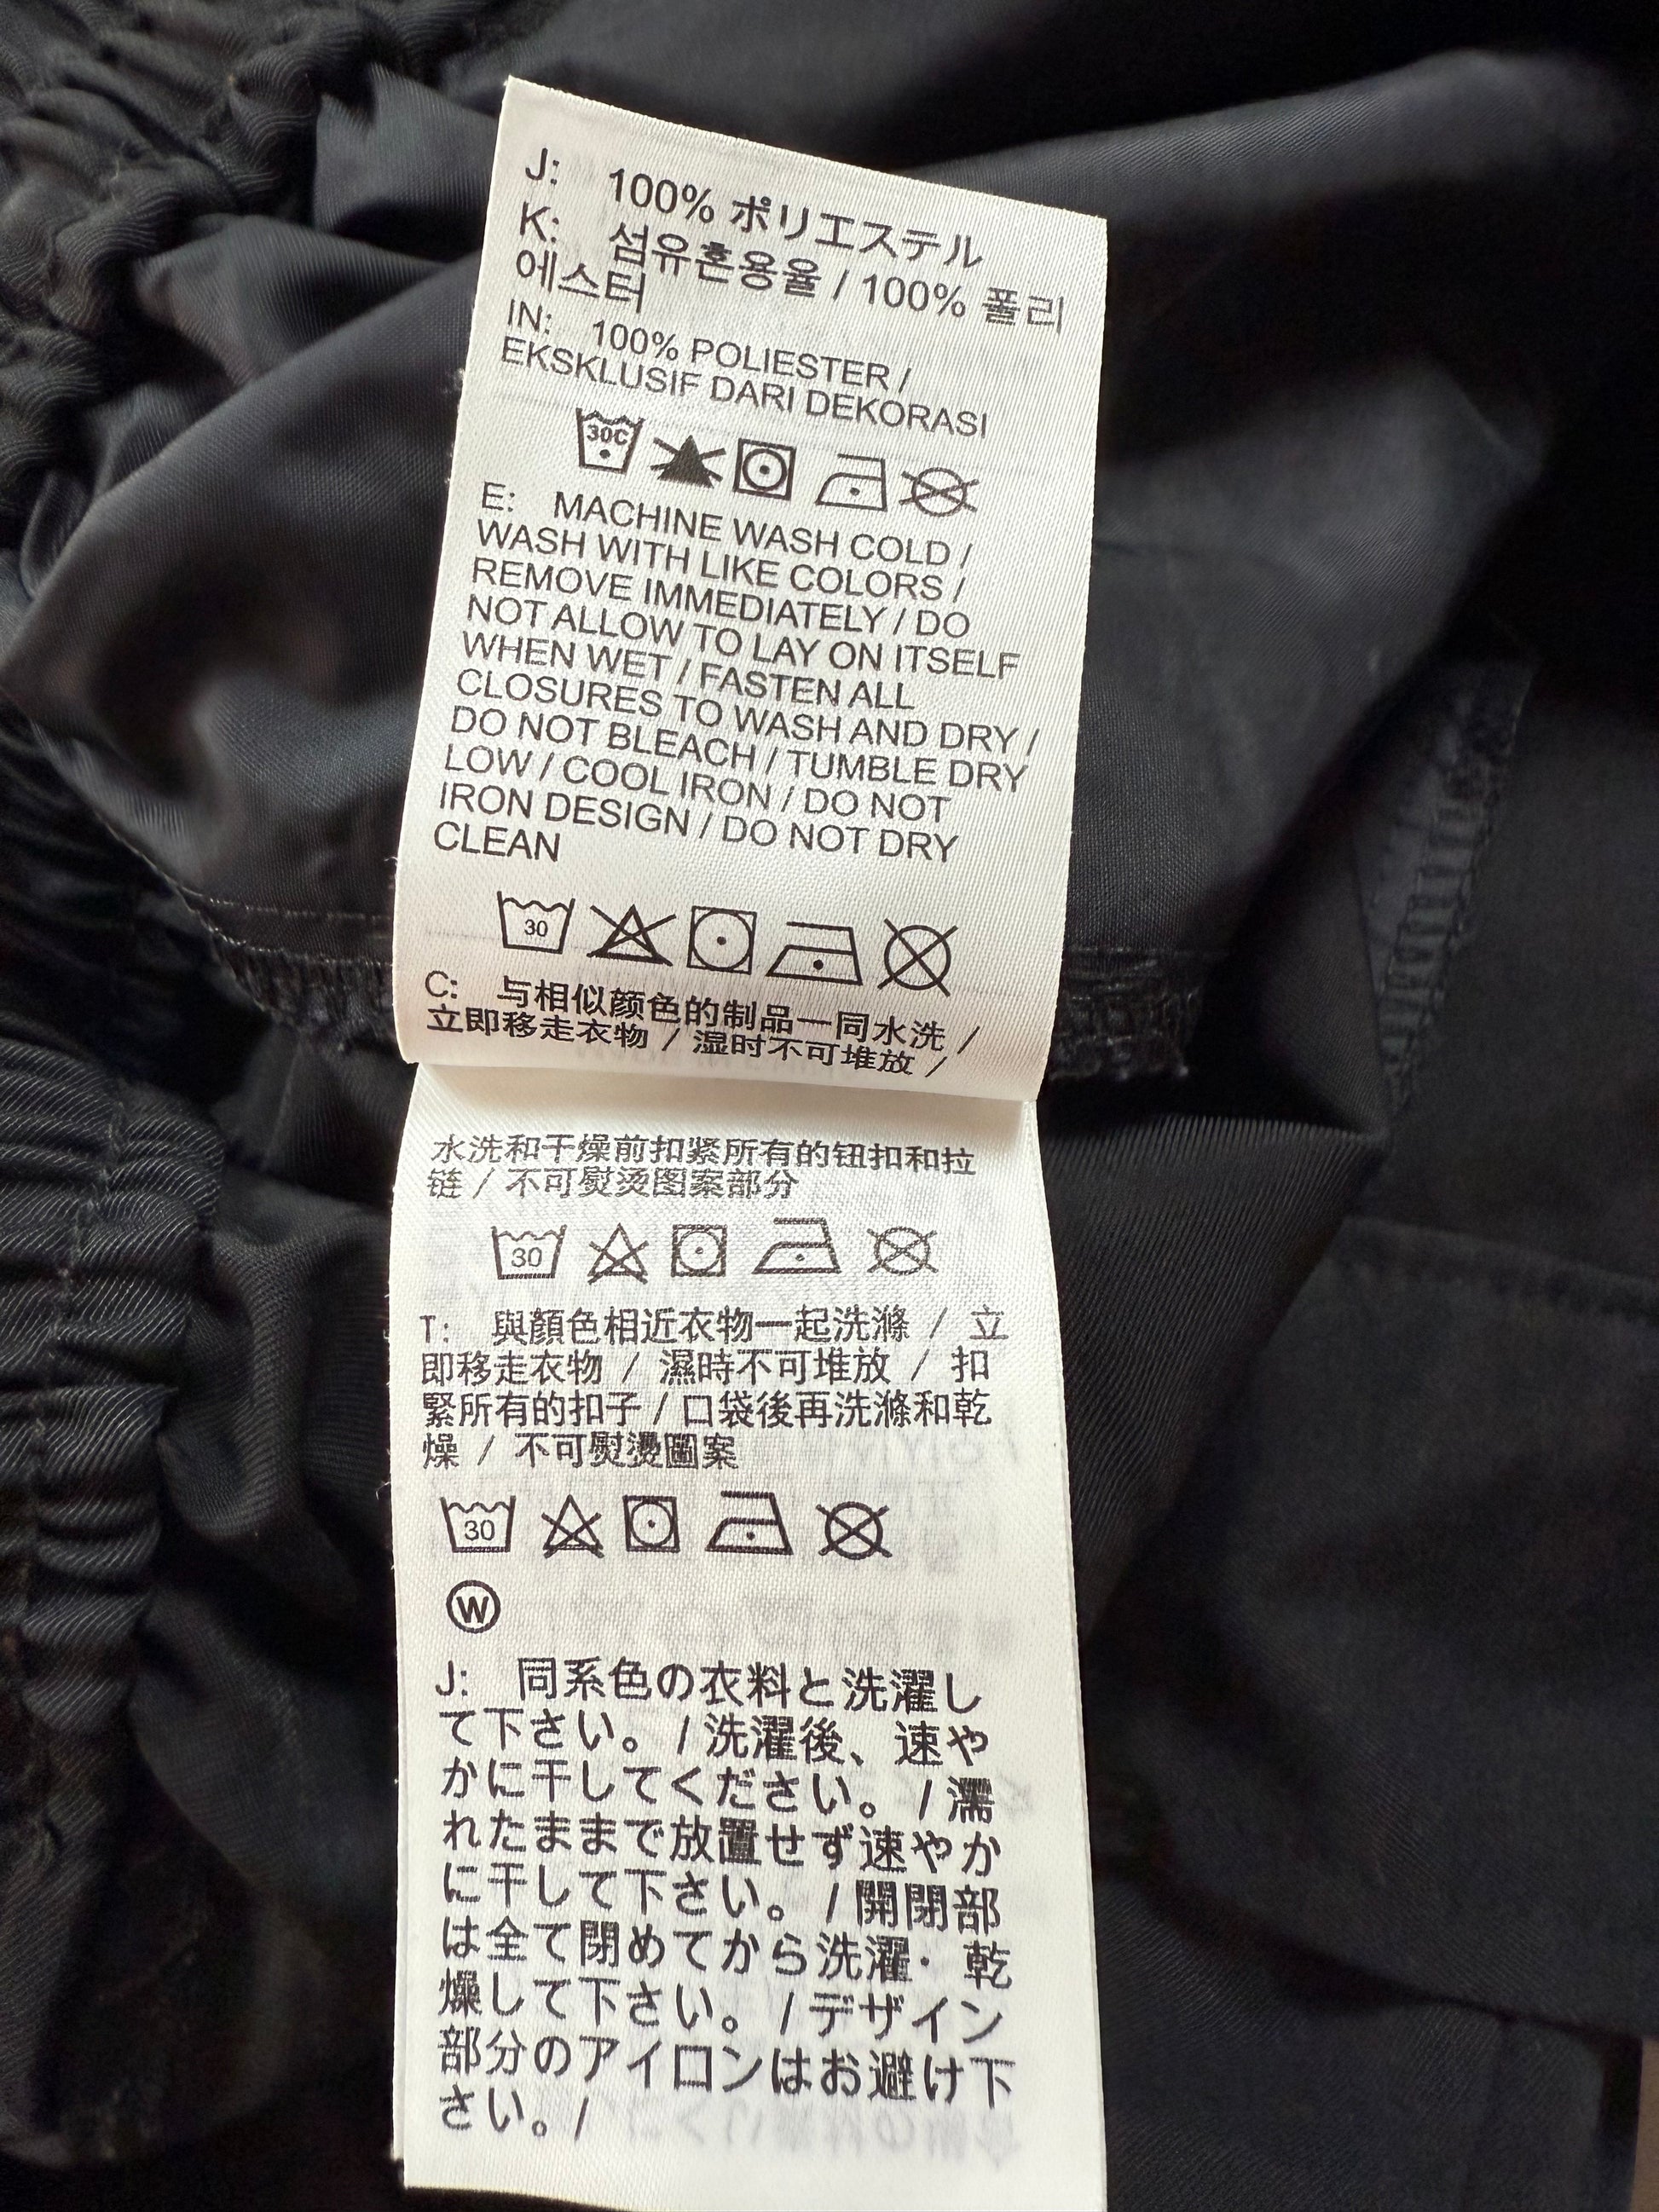 J: 100% ポリエステル
K: 섬유혼용율 / 100% 폴리
에스터
IN: 100% POLIESTER /
EKSKLUSIF DARI DEKORASI
30C
E: MACHINE WASH COLD /
WASH WITH LIKE COLORS /
REMOVE IMMEDIATELY / DO
NOT ALLOW TO LAY ON ITSELF
WHEN WET / FASTEN ALL
CLOSURES TO WASH AND DRY /
DO NOT BLEACH / TUMBLE DRY
LOW / COOL IRON / DO NOT
IRON DESIGN / DO NOT DRY
CLEAN
30
C: 与相似颜色的制品一同水洗 /
立即移走衣物 / 湿时不可堆放 /
水洗和干燥前扣紧所有的钮扣和拉
链 / 不可熨烫图案部分
30
T: 與顏色相近衣物一起洗滌 / 立
即移走衣物 / 濕時不可堆放 / 扣
緊所有的扣子 / 口袋後再洗滌和乾
燥 / 不可熨燙圖案
30
W
J: 同系色の衣料と洗濯し
て下さい。 / 洗濯後、速や
かに干してください。 / 濡
れたままで放置せず速やか
に干して下さい。 / 開閉部
は全て閉めてから洗濯・乾
燥して下さい。 / デザイン
部分のアイロンはお避け下
さい。 /